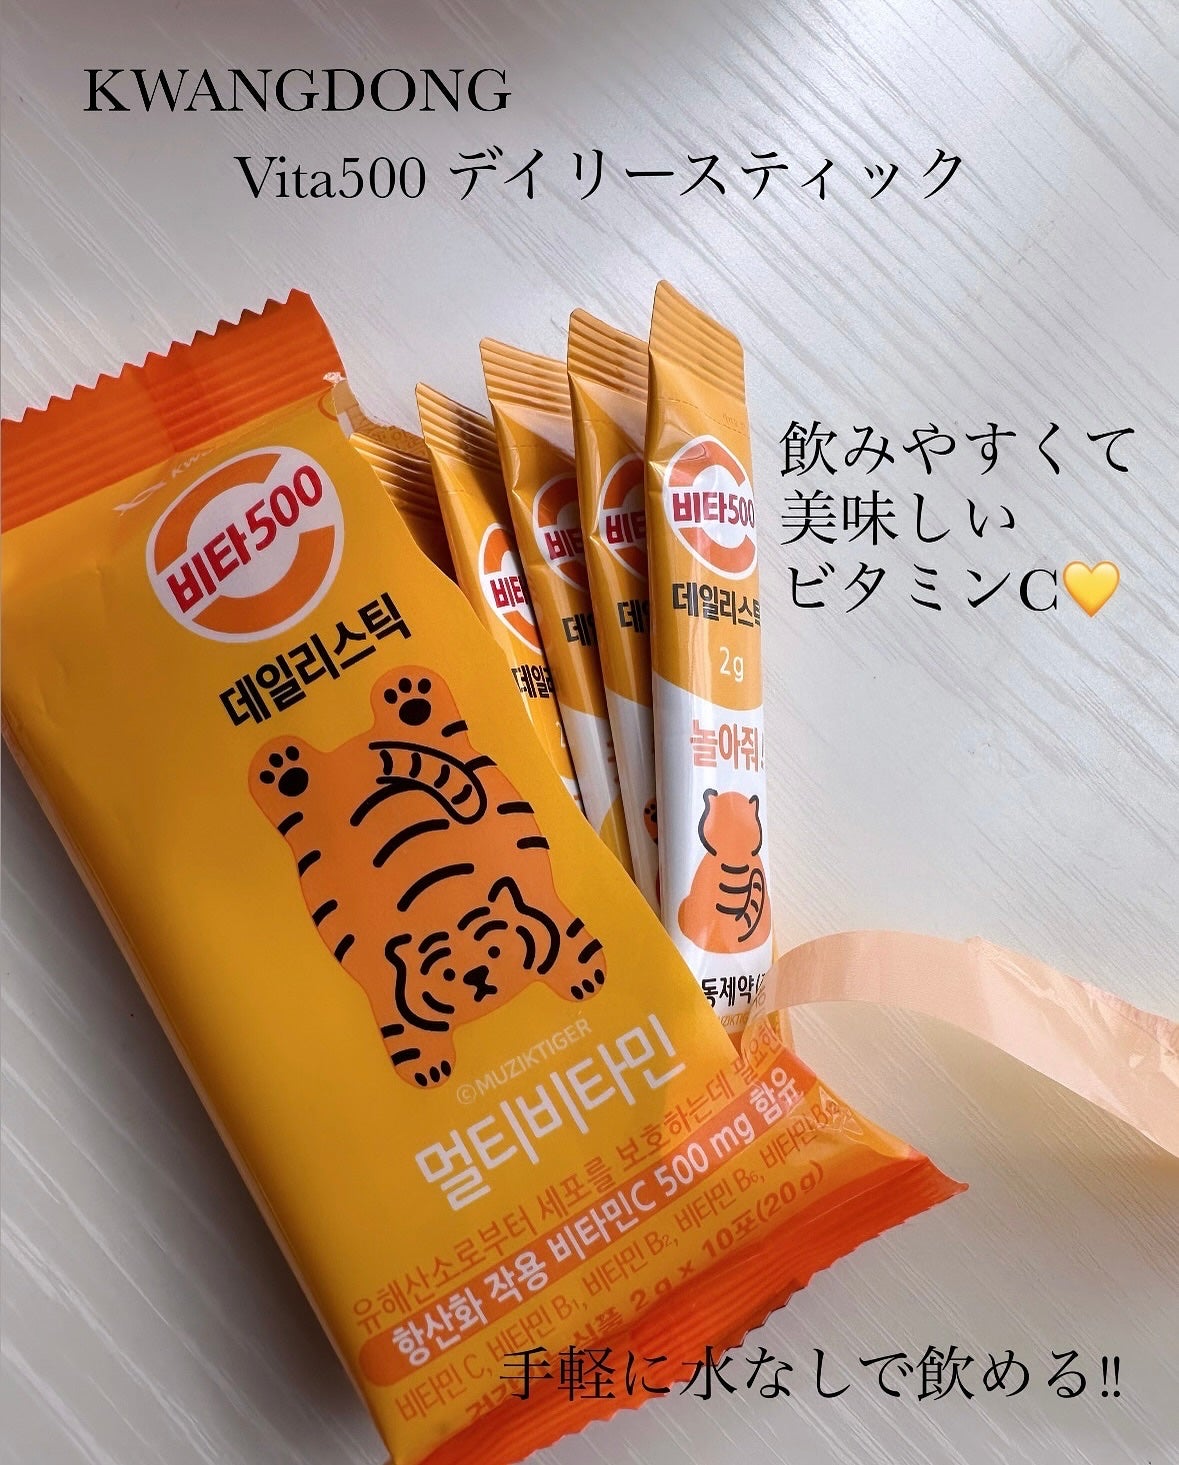 KWANGDONG
Vita500 デイリースティック
飲みやすくて
美味しい
ビタミンC💛
비타500
데일리스틱
©MUZIKTIGER
멀티비타민
유해산소로부터 세포를 보호하는데 필요한
항산화 작용 비타민C 500 mg 함유
비타민 C, 비타민 B1, 비타민 B2, 비타민 B6,
2 g × 10포(20 g)
비타500
데일리스틱
2g
놀아줘
동제약
手軽に水なしで飲める!!